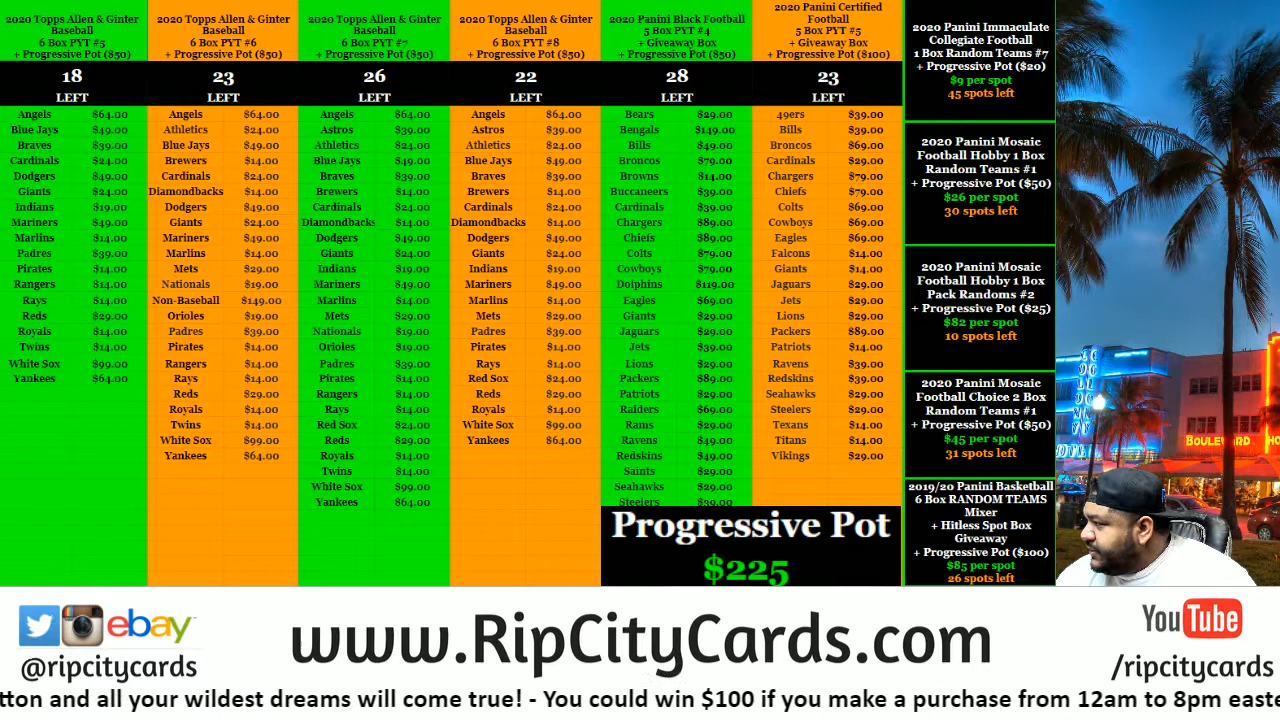 2020 Topps Allen & Ginter
Baseball
6 Box PYT #5
+ Progressive Pot ($50)
18
LEFT
Angels $64.00
Blue Jays $49.00
Braves $39.00
Cardinals $24.00
Dodgers $49.00
Giants $24.00
Indians $19.00
Mariners $49.00
Marlins $14.00
Padres $39.00
Pirates $14.00
Rangers $14.00
Rays $14.00
Reds $29.00
Royals $14.00
Twins $14.00
White Sox $99.00
Yankees $64.00
2020 Topps Allen & Ginter
Baseball
6 Box PYT #6
+ Progressive Pot ($50)
23
LEFT
Angels $64.00
Athletics $24.00
Blue Jays $49.00
Brewers $14.00
Cardinals $24.00
Diamondbacks $14.00
Dodgers $49.00
Giants $24.00
Mariners $49.00
Marlins $14.00
Mets $29.00
Nationals $19.00
Non-Baseball $149.00
Orioles $19.00
Padres $39.00
Pirates $14.00
Rangers $14.00
Rays $14.00
Reds $29.00
Royals $14.00
Twins $14.00
White Sox $99.00
Yankees $64.00
2020 Topps Allen & Ginter
Baseball
6 Box PYT #7
+ Progressive Pot ($50)
26
LEFT
Angels $64.00
Astros $39.00
Athletics $24.00
Blue Jays $49.00
Braves $39.00
Brewers $14.00
Cardinals $24.00
Diamondbacks $14.00
Dodgers $49.00
Giants $24.00
Indians $19.00
Mariners $49.00
Marlins $14.00
Mets $29.00
Nationals $19.00
Orioles $19.00
Padres $39.00
Pirates $14.00
Rangers $14.00
Rays $14.00
Red Sox $24.00
Reds $29.00
Royals $14.00
Twins $14.00
White Sox $99.00
Yankees $64.00
2020 Topps Allen & Ginter
Baseball
6 Box PYT #8
+ Progressive Pot ($50)
22
LEFT
Angels $64.00
Astros $39.00
Athletics $24.00
Blue Jays $49.00
Braves $39.00
Brewers $14.00
Cardinals $24.00
Diamondbacks $14.00
Dodgers $49.00
Giants $24.00
Indians $19.00
Mariners $49.00
Marlins $14.00
Mets $29.00
Padres $39.00
Pirates $14.00
Rays $14.00
Red Sox $24.00
Reds $29.00
Royals $14.00
White Sox $99.00
Yankees $64.00
2020 Panini Black Football
5 Box PYT #4
+ Giveaway Box
+ Progressive Pot ($50)
28
LEFT
Bears $29.00
Bengals $149.00
Bills $49.00
Broncos $79.00
Browns $14.00
Buccaneers $39.00
Cardinals $39.00
Chargers $89.00
Chiefs $89.00
Colts $79.00
Cowboys $79.00
Dolphins $119.00
Eagles $69.00
Giants $29.00
Jaguars $29.00
Jets $39.00
Lions $29.00
Packers $89.00
Patriots $29.00
Raiders $69.00
Rams $29.00
Ravens $49.00
Redskins $49.00
Saints $29.00
Seahawks $29.00
Steelers $39.00
2020 Panini Certified
Football
5 Box PYT #5
+ Giveaway Box
+ Progressive Pot ($100)
23
LEFT
49ers $39.00
Bills $39.00
Broncos $69.00
Cardinals $29.00
Chargers $79.00
Chiefs $79.00
Colts $69.00
Cowboys $69.00
Eagles $69.00
Falcons $14.00
Giants $14.00
Jaguars $29.00
Jets $29.00
Lions $29.00
Packers $89.00
Patriots $14.00
Ravens $39.00
Redskins $39.00
Seahawks $29.00
Steelers $29.00
Texans $14.00
Titans $14.00
Vikings $29.00
Progressive Pot
$225
2020 Panini Immaculate
Collegiate Football
1 Box Random Teams #7
+ Progressive Pot ($20)
$9 per spot
45 spots left
2020 Panini Mosaic
Football Hobby 1 Box
Random Teams #1
+ Progressive Pot ($50)
$26 per spot
30 spots left
2020 Panini Mosaic
Football Hobby 1 Box
Pack Randoms #2
+ Progressive Pot ($25)
$82 per spot
10 spots left
2020 Panini Mosaic
Football Choice 2 Box
Random Teams #1
+ Progressive Pot ($50)
$45 per spot
31 spots left
2019/20 Panini Basketball
6 Box RANDOM TEAMS
Mixer
+ Hitless Spot Box
Giveaway
+ Progressive Pot ($100)
$85 per spot
26 spots left
COLONY
BOULEVARD
HO
ebay
@ripcitycards
www.RipCityCards.com
YouTube
/ripcitycards
tton and all your wildest dreams will come true! - You could win $100 if you make a purchase from 12am to 8pm easte